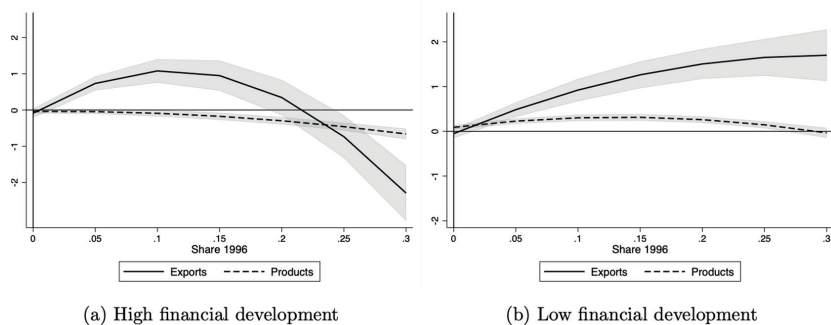 2
1
0
-1
-2
0 .05 .1 .15 .2 .25 .3
Share 1996
Exports Products
(a) High financial development
2
1
0
-1
-2
0 .05 .1 .15 .2 .25 .3
Share 1996
Exports Products
(b) Low financial development